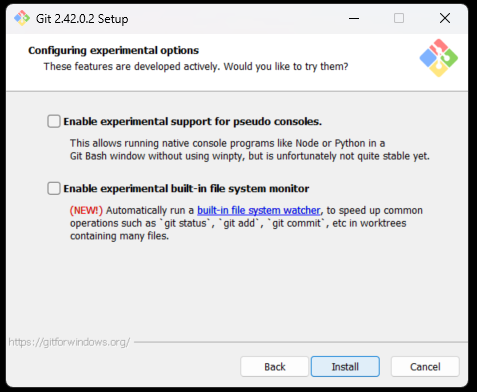 Git 2.42.0.2 Setup
Configuring experimental options
These features are developed actively. Would you like to try them?
Enable experimental support for pseudo consoles.
This allows running native console programs like Node or Python in a
Git Bash window without using winpty, but is unfortunately not quite stable yet.
Enable experimental built-in file system monitor
(NEW!) Automatically run a built-in file system watcher, to speed up common
operations such as `git status`, `git add`, `git commit`, etc in worktrees
containing many files.
https://gitforwindows.org/
Back
Install
Cancel